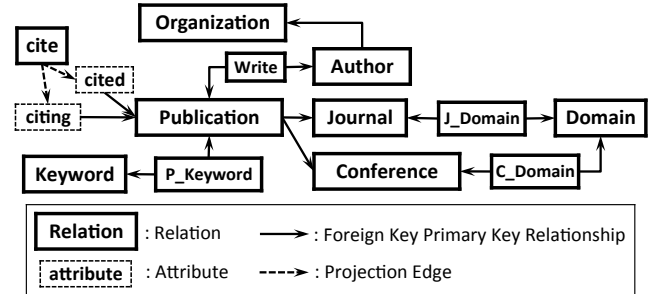 Organization
cite
Write
Author
cited
citing
Publication
Journal
J_Domain
Domain
Keyword
P_Keyword
Conference
C_Domain
Relation : Relation : Foreign Key Primary Key Relationship
attribute : Attribute : Projection Edge